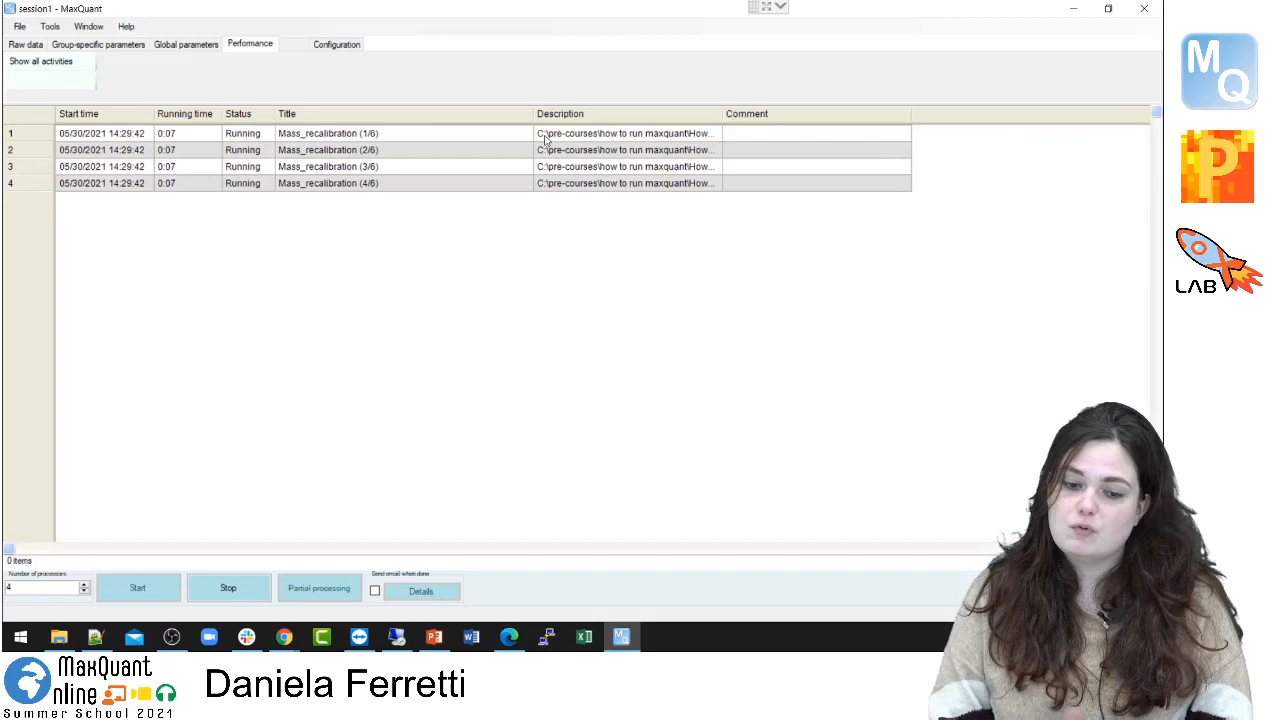 session1 - MaxQuant
File Tools Window Help
Raw data Group-specific parameters Global parameters Performance Configuration
Show all activities
Start time Running time Status Title Description Comment
1 05/30/2021 14:29:42 0:07 Running Mass_recalibration (1/6) C:\pre-courses\how to run maxquant\How...
2 05/30/2021 14:29:42 0:07 Running Mass_recalibration (2/6) C:\pre-courses\how to run maxquant\How...
3 05/30/2021 14:29:42 0:07 Running Mass_recalibration (3/6) C:\pre-courses\how to run maxquant\How...
4 05/30/2021 14:29:42 0:07 Running Mass_recalibration (4/6) C:\pre-courses\how to run maxquant\How...
0 items
Number of processors
4
Start Stop Partial processing
Send email when done
Details
M
Q
P
LAB
MaxQuant
Online
Summer School 2021
Daniela Ferretti